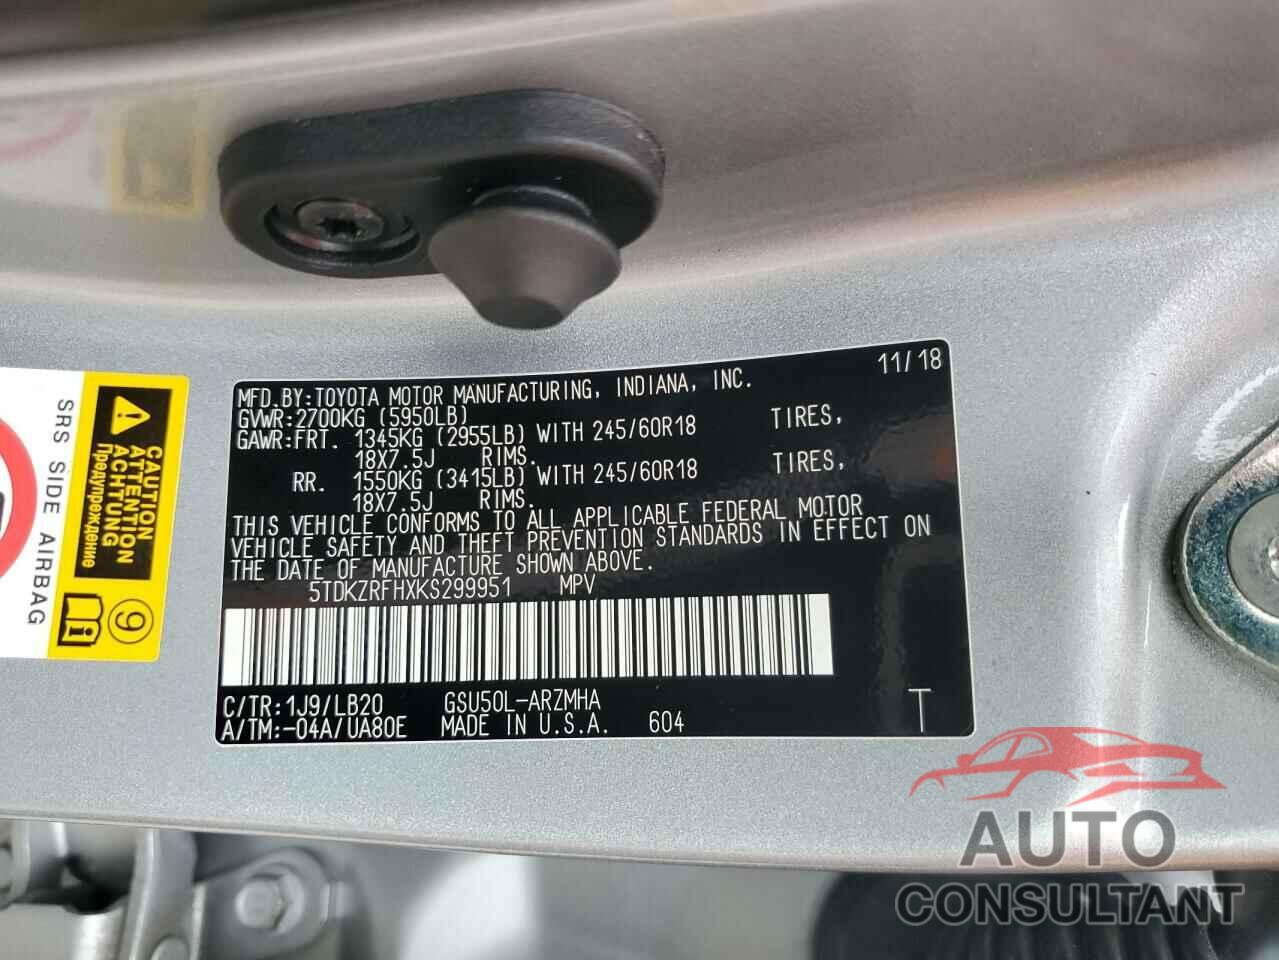 MFD.BY:TOYOTA MOTOR MANUFACTURING, INDIANA, INC. 11/18
GVWR:2700KG (5950LB)
GAWR:FRT. 1345KG (2955LB) WITH 245/60R18 TIRES,
18X7.5J RIMS.
RR. 1550KG (3415LB) WITH 245/60R18 TIRES,
18X7.5J RIMS.
THIS VEHICLE CONFORMS TO ALL APPLICABLE FEDERAL MOTOR
VEHICLE SAFETY AND THEFT PREVENTION STANDARDS IN EFFECT ON
THE DATE OF MANUFACTURE SHOWN ABOVE.
5TDKZRFHXKS299951 MPV
C/TR:1J9/LB20 GSU50L-ARZMHA
A/TM:-04A/UA80E MADE IN U.S.A. 604 T
SRS SIDE AIRBAG
CAUTION
ATTENTION
ACHTUNG
Предупреждение
9
i
AUTO
CONSULTANT